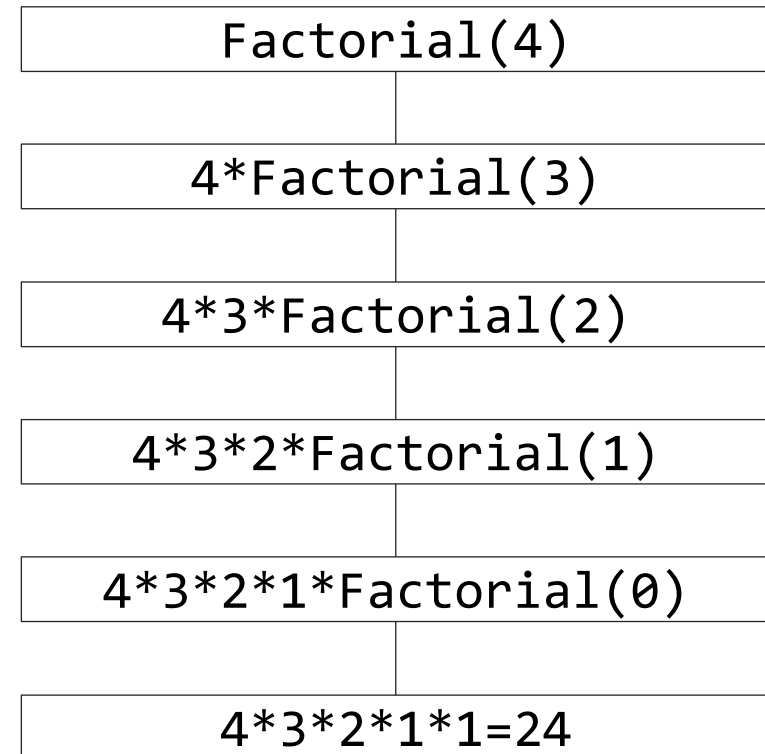 Factorial(4)
4*Factorial(3)
4*3*Factorial(2)
4*3*2*Factorial(1)
4*3*2*1*Factorial(0)
4*3*2*1*1=24